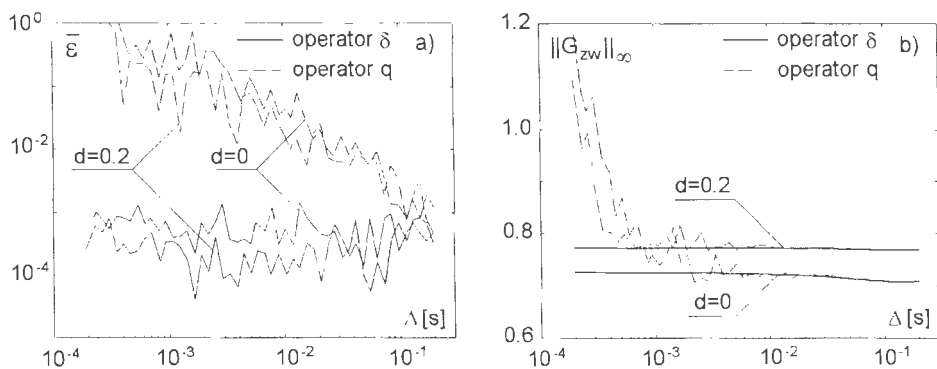 10⁰
ε̅
operator δ
a)
operator q
10⁻²
d=0.2
d=0
10⁻⁴
Δ [s]
10⁻⁴
10⁻³
10⁻²
10⁻¹
1.2
||G_zw||_∞
operator δ
b)
operator q
1.0
d=0.2
0.8
d=0
Δ [s]
0.6
10⁻⁴
10⁻³
10⁻²
10⁻¹